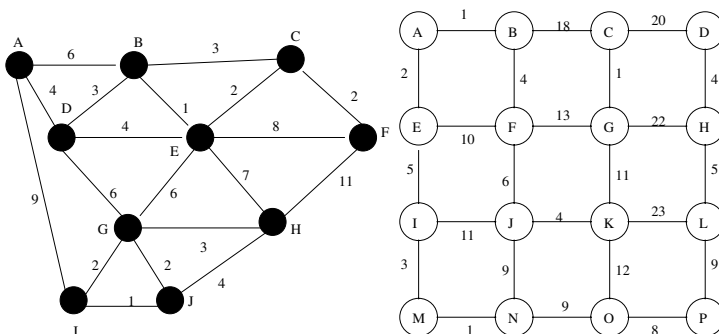 A 6 B 3 C
4 3 1 2 2
D 4 E 8 F
9 6 6 7 11
G 3 H
2 2 4
I 1 J
A 1 B 18 C 20 D
2 4 1 4
E 10 F 13 G 22 H
5 6 11 5
I 11 J 4 K 23 L
3 9 12 9
M 1 N 9 O 8 P